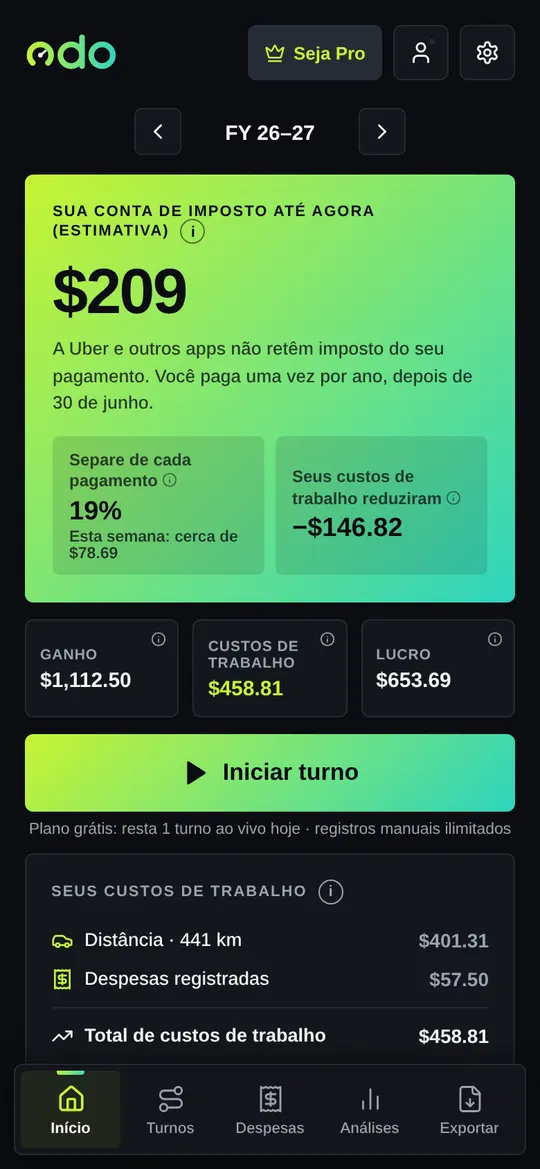 odo
Seja Pro
FY 26–27
SUA CONTA DE IMPOSTO ATÉ AGORA
(ESTIMATIVA) i
$209
A Uber e outros apps não retêm imposto do seu
pagamento. Você paga uma vez por ano, depois de
30 de junho.
Separe de cada
pagamento
19%
Esta semana: cerca de
$78.69
Seus custos de
trabalho reduziram
−$146.82
GANHO
$1,112.50
CUSTOS DE
TRABALHO
$458.81
LUCRO
$653.69
Iniciar turno
Plano grátis: resta 1 turno ao vivo hoje · registros manuais ilimitados
SEUS CUSTOS DE TRABALHO i
Distância · 441 km $401.31
Despesas registradas $57.50
Total de custos de trabalho $458.81
Início Turnos Despesas Análises Exportar